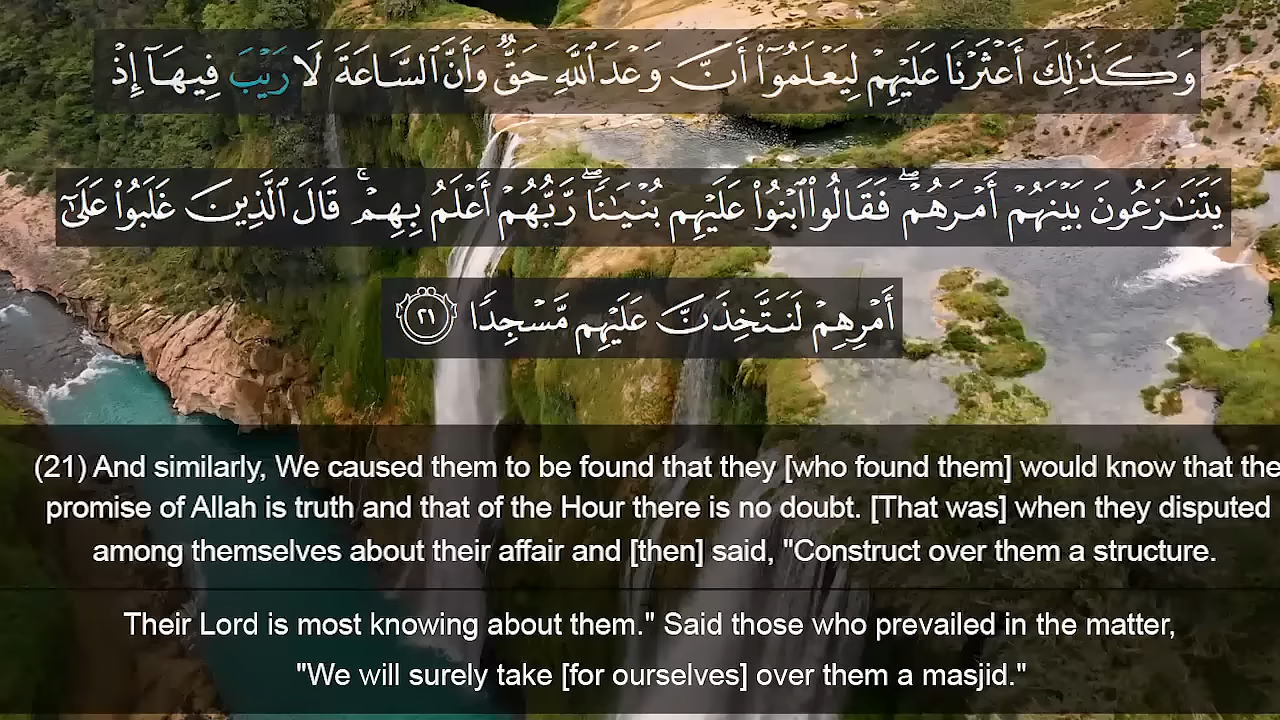 وَكَذَٰلِكَ أَعْثَرْنَا عَلَيْهِمْ لِيَعْلَمُوٓا۟ أَنَّ وَعْدَ ٱللَّهِ حَقٌّ وَأَنَّ ٱلسَّاعَةَ لَا رَيْبَ فِيهَآ إِذْ
يَتَنَـٰزَعُونَ بَيْنَهُمْ أَمْرَهُمْ ۖ فَقَالُوا۟ ٱبْنُوا۟ عَلَيْهِم بُنْيَـٰنًا ۖ رَّبُّهُمْ أَعْلَمُ بِهِمْ ۚ قَالَ ٱلَّذِينَ غَلَبُوا۟ عَلَىٰٓ
أَمْرِهِمْ لَنَتَّخِذَنَّ عَلَيْهِم مَّسْجِدًا ٢١
(21) And similarly, We caused them to be found that they [who found them] would know that the
promise of Allah is truth and that of the Hour there is no doubt. [That was] when they disputed
among themselves about their affair and [then] said, "Construct over them a structure.
Their Lord is most knowing about them." Said those who prevailed in the matter,
"We will surely take [for ourselves] over them a masjid."